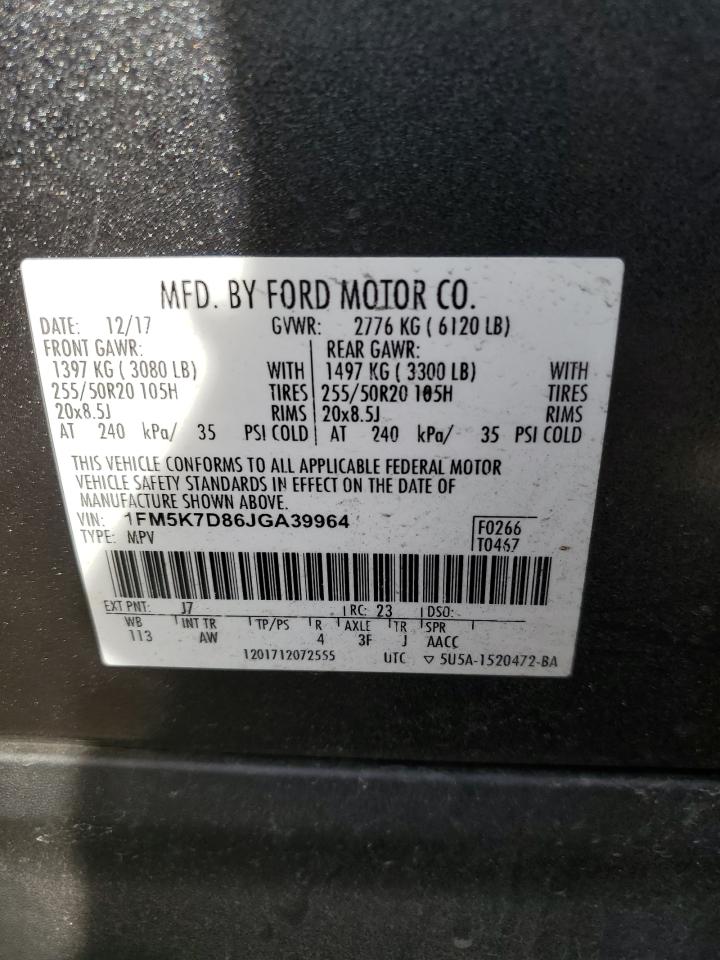 MFD. BY FORD MOTOR CO.
DATE: 12/17 GVWR: 2776 KG ( 6120 LB)
FRONT GAWR: REAR GAWR:
1397 KG ( 3080 LB) WITH 1497 KG ( 3300 LB) WITH
255/50R20 105H TIRES 255/50R20 105H TIRES
20x8.5J RIMS 20x8.5J RIMS
AT 240 kPa/ 35 PSI COLD AT 240 kPa/ 35 PSI COLD
THIS VEHICLE CONFORMS TO ALL APPLICABLE FEDERAL MOTOR
VEHICLE SAFETY STANDARDS IN EFFECT ON THE DATE OF
MANUFACTURE SHOWN ABOVE.
VIN: 1FM5K7D86JGA39964 F0266
TYPE: MPV T0467
EXT PNT: J7 RC: 23 DSO:
WB INT TR TP/PS R AXLE TR SPR
113 AW 4 3F J AACC
1201712072555 UTC ▽ 5U5A-1520472-BA